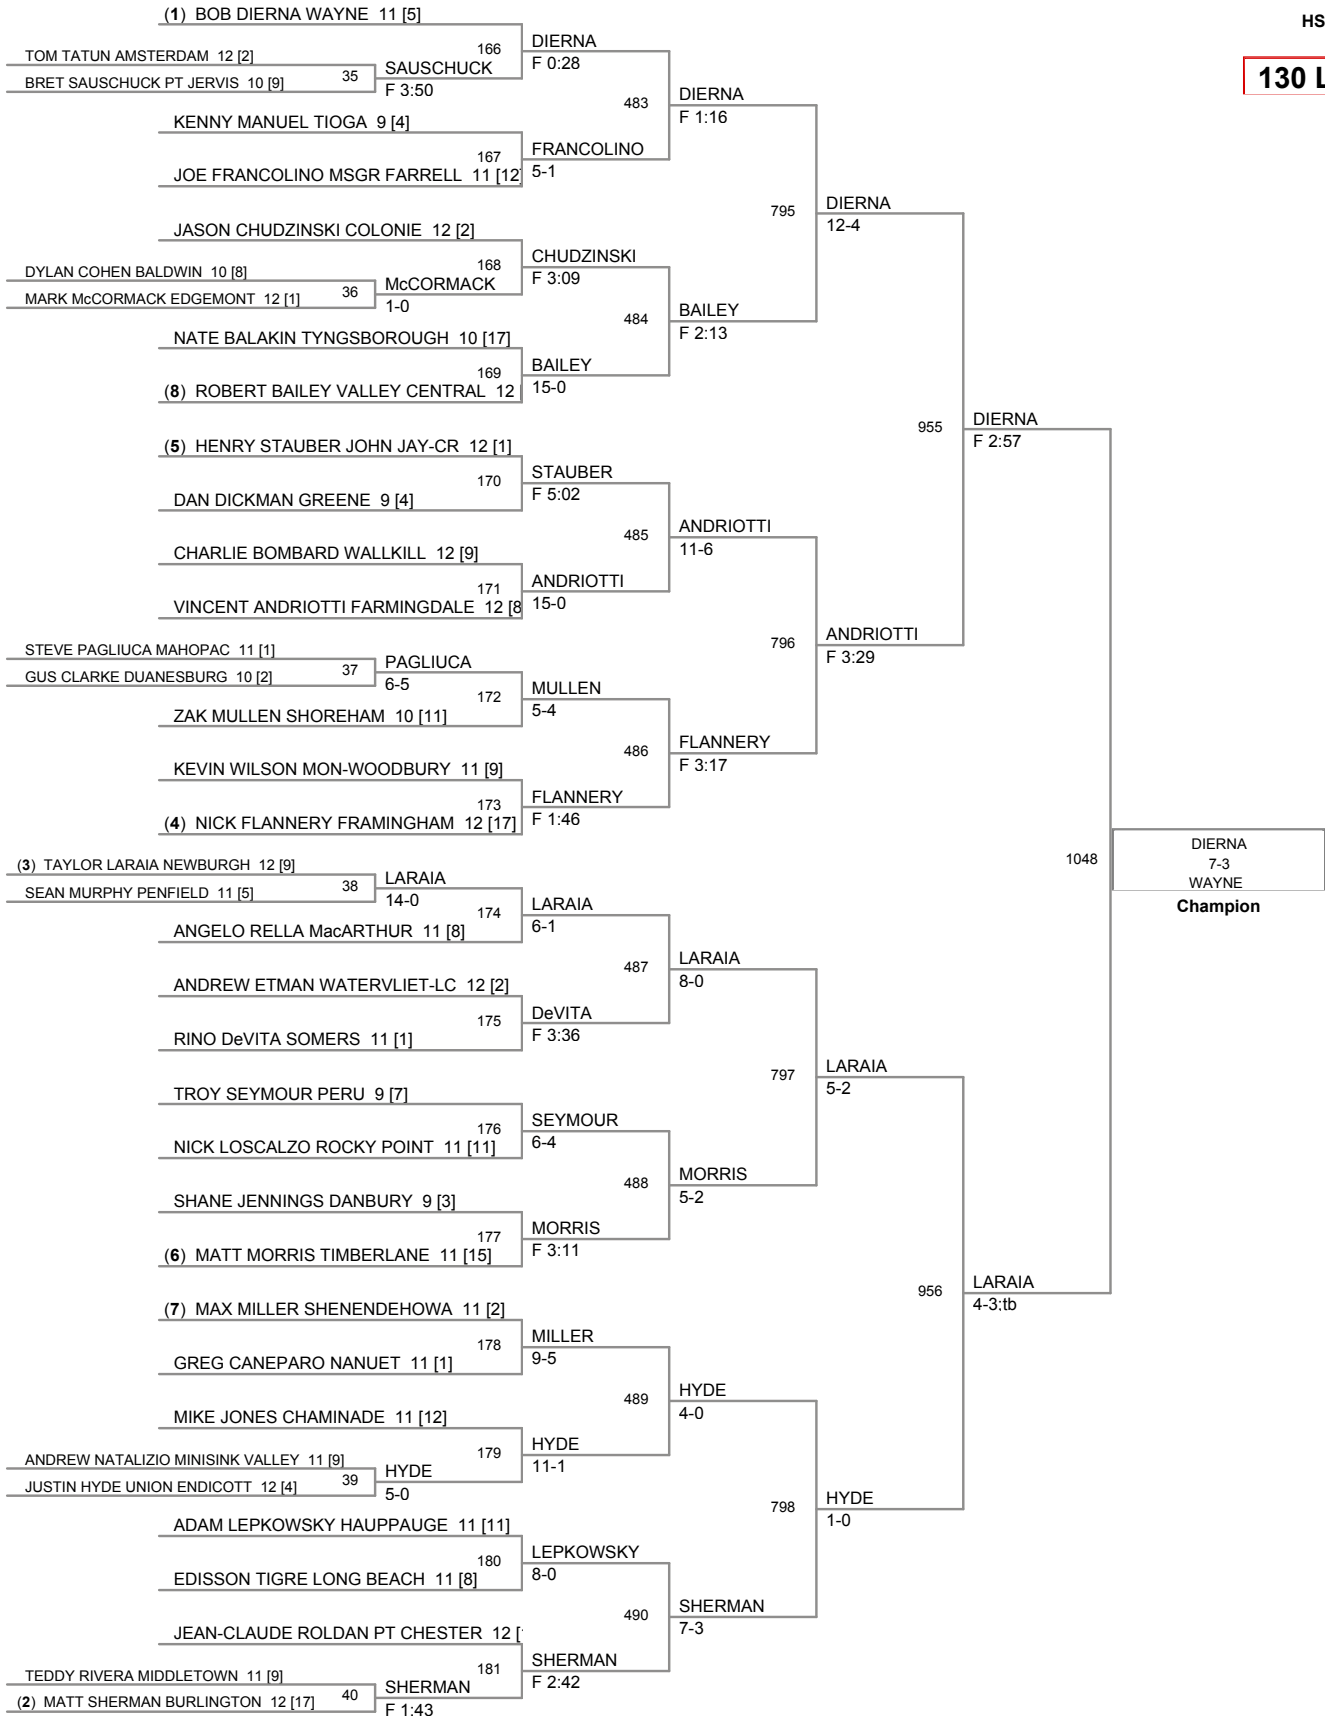 HS
130 L
(1) BOB DIERNA WAYNE 11 [5]
TOM TATUN AMSTERDAM 12 [2]
BRET SAUSCHUCK PT JERVIS 10 [9]
35
SAUSCHUCK
F 3:50
166
DIERNA
F 0:28
KENNY MANUEL TIOGA 9 [4]
JOE FRANCOLINO MSGR FARRELL 11 [12]
167
FRANCOLINO
5-1
483
DIERNA
F 1:16
JASON CHUDZINSKI COLONIE 12 [2]
DYLAN COHEN BALDWIN 10 [8]
MARK McCORMACK EDGEMONT 12 [1]
36
McCORMACK
1-0
168
CHUDZINSKI
F 3:09
NATE BALAKIN TYNGSBOROUGH 10 [17]
(8) ROBERT BAILEY VALLEY CENTRAL 12 [
169
BAILEY
15-0
484
BAILEY
F 2:13
795
DIERNA
12-4
(5) HENRY STAUBER JOHN JAY-CR 12 [1]
DAN DICKMAN GREENE 9 [4]
170
STAUBER
F 5:02
CHARLIE BOMBARD WALLKILL 12 [9]
VINCENT ANDRIOTTI FARMINGDALE 12 [8
171
ANDRIOTTI
15-0
485
ANDRIOTTI
11-6
STEVE PAGLIUCA MAHOPAC 11 [1]
GUS CLARKE DUANESBURG 10 [2]
37
PAGLIUCA
6-5
ZAK MULLEN SHOREHAM 10 [11]
172
MULLEN
5-4
KEVIN WILSON MON-WOODBURY 11 [9]
(4) NICK FLANNERY FRAMINGHAM 12 [17]
173
FLANNERY
F 1:46
486
FLANNERY
F 3:17
796
ANDRIOTTI
F 3:29
955
DIERNA
F 2:57
(3) TAYLOR LARAIA NEWBURGH 12 [9]
SEAN MURPHY PENFIELD 11 [5]
38
LARAIA
14-0
ANGELO RELLA MacARTHUR 11 [8]
174
LARAIA
6-1
ANDREW ETMAN WATERVLIET-LC 12 [2]
RINO DeVITA SOMERS 11 [1]
175
DeVITA
F 3:36
487
LARAIA
8-0
TROY SEYMOUR PERU 9 [7]
NICK LOSCALZO ROCKY POINT 11 [11]
176
SEYMOUR
6-4
SHANE JENNINGS DANBURY 9 [3]
(6) MATT MORRIS TIMBERLANE 11 [15]
177
MORRIS
F 3:11
488
MORRIS
5-2
797
LARAIA
5-2
(7) MAX MILLER SHENENDEHOWA 11 [2]
GREG CANEPARO NANUET 11 [1]
178
MILLER
9-5
MIKE JONES CHAMINADE 11 [12]
ANDREW NATALIZIO MINISINK VALLEY 11 [9]
JUSTIN HYDE UNION ENDICOTT 12 [4]
39
HYDE
5-0
179
HYDE
11-1
489
HYDE
4-0
ADAM LEPKOWSKY HAUPPAUGE 11 [11]
EDISSON TIGRE LONG BEACH 11 [8]
180
LEPKOWSKY
8-0
JEAN-CLAUDE ROLDAN PT CHESTER 12 [
TEDDY RIVERA MIDDLETOWN 11 [9]
(2) MATT SHERMAN BURLINGTON 12 [17]
40
SHERMAN
F 1:43
181
SHERMAN
F 2:42
490
SHERMAN
7-3
798
HYDE
1-0
956
LARAIA
4-3;tb
1048
DIERNA
7-3
WAYNE
Champion